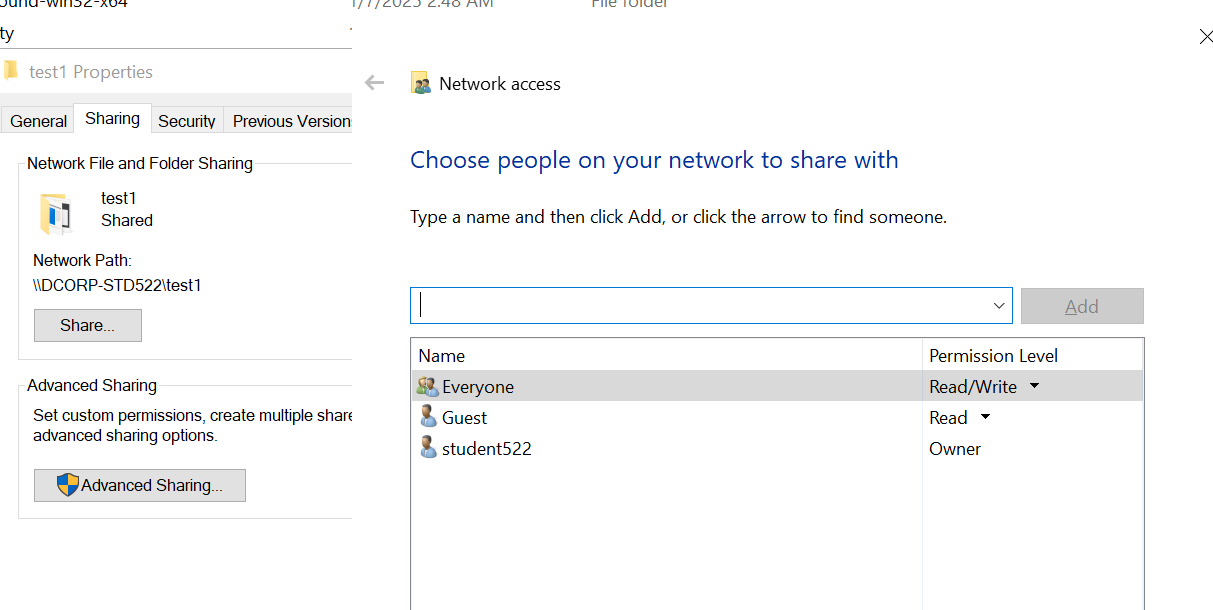 1/7/2025 2:48 AM File folder
ty
test1 Properties
General Sharing Security Previous Version
Network File and Folder Sharing
test1
Shared
Network Path:
\\DCORP-STD522\test1
Share...
Advanced Sharing
Set custom permissions, create multiple share
advanced sharing options.
Advanced Sharing...
Network access
Choose people on your network to share with
Type a name and then click Add, or click the arrow to find someone.
Add
Name Permission Level
Everyone Read/Write
Guest Read
student522 Owner